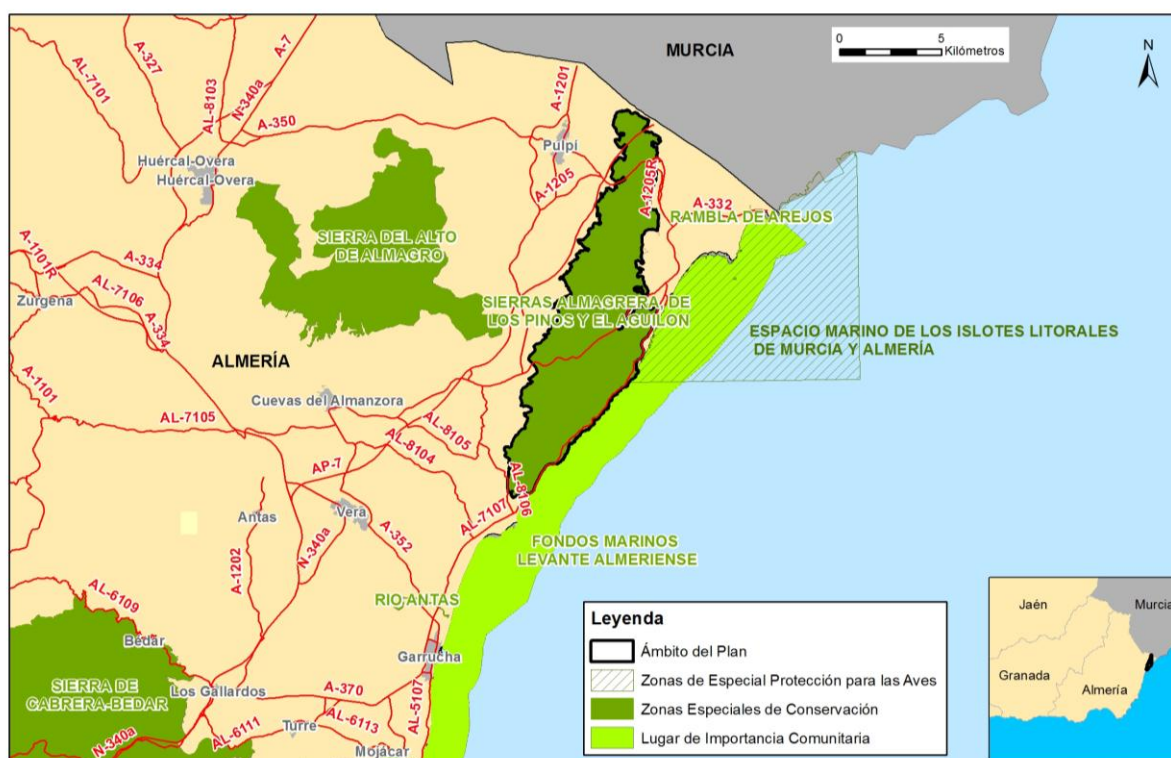 MURCIA
0 5
Kilómetros
N
AL-7101
A-327
AL-8103
N-340a
A-7
A-350
A-1201
Pulpí
Huércal-Overa
Huércal-Overa
A-1205
A-1205R
A-332
RAMBLA DE AREJOS
SIERRA DEL ALTO
DE ALMAGRO
A-1101R
A-334
AL-7106
Zurgena
A-334
SIERRAS ALMAGRERA, DE
LOS PINOS Y EL AGUILON
ESPACIO MARINO DE LOS ISLOTES LITORALES
DE MURCIA Y ALMERÍA
ALMERÍA
A-1101
Cuevas del Almanzora
AL-7105
AL-8105
AL-8104
AP-7
AL-8106
AL-7107
Antas
Vera
A-352
N-340a
A-1202
FONDOS MARINOS
LEVANTE ALMERIENSE
RIO ANTAS
AL-6109
Bédar
Garrucha
SIERRA DE
CABRERA-BEDAR
Los Gallardos
A-370
AL-5107
AL-6113
AL-6111
Turre
Mojácar
N-340a
Leyenda
Ámbito del Plan
Zonas de Especial Protección para las Aves
Zonas Especiales de Conservación
Lugar de Importancia Comunitaria
Jaén
Murcia
Granada
Almería